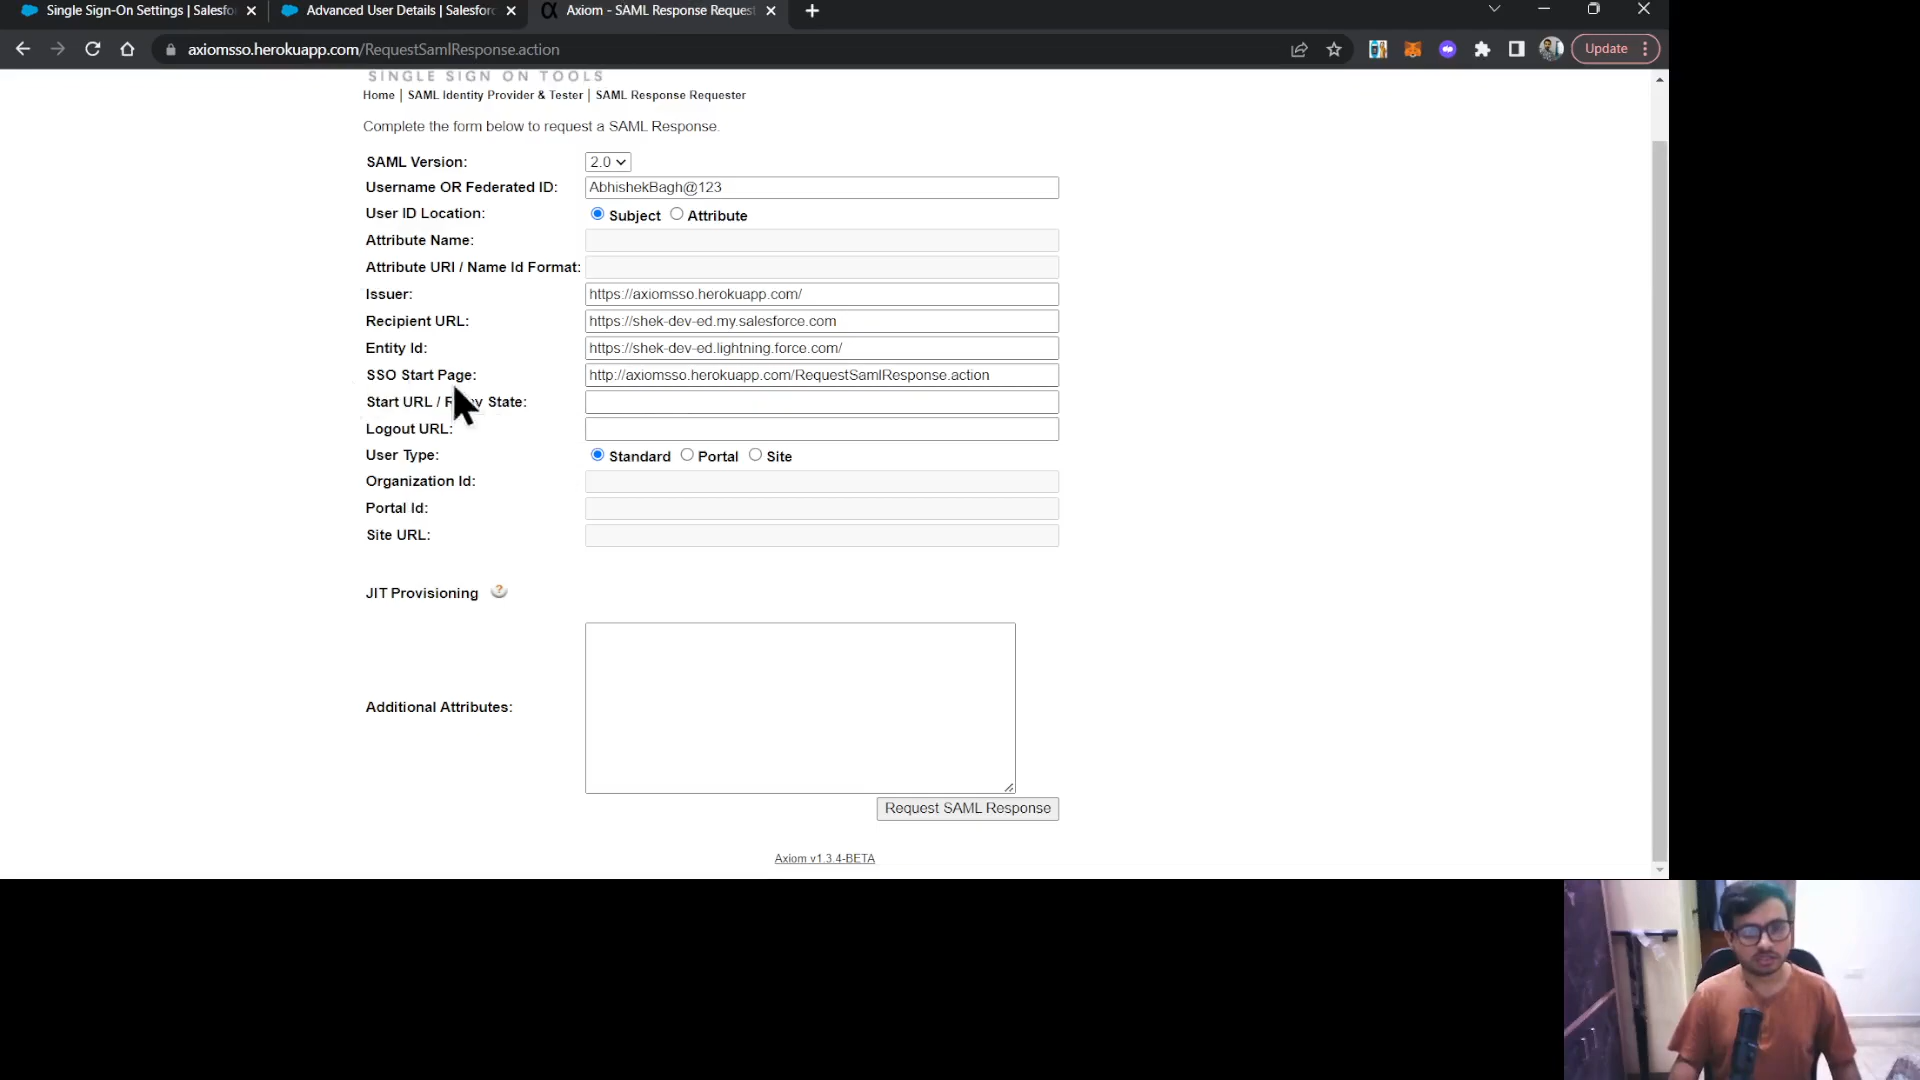 Single Sign-On Settings | Salesfo
Advanced User Details | Salesforc
Axiom - SAML Response Request
axiomsso.herokuapp.com/RequestSamlResponse.action
Update
SINGLE SIGN ON TOOLS
Home | SAML Identity Provider & Tester | SAML Response Requester
Complete the form below to request a SAML Response.
SAML Version: 2.0
Username OR Federated ID: AbhishekBagh@123
User ID Location: Subject Attribute
Attribute Name:
Attribute URI / Name Id Format:
Issuer: https://axiomsso.herokuapp.com/
Recipient URL: https://shek-dev-ed.my.salesforce.com
Entity Id: https://shek-dev-ed.lightning.force.com/
SSO Start Page: http://axiomsso.herokuapp.com/RequestSamlResponse.action
Start URL / State:
Logout URL:
User Type: Standard Portal Site
Organization Id:
Portal Id:
Site URL:
JIT Provisioning ?
Additional Attributes:
Request SAML Response
Axiom v1.3.4-BETA